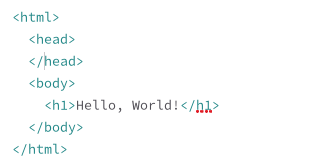 <html>
  <head>
  </head>
  <body>
    <h1>Hello, World!</h1>
  </body>
</html>